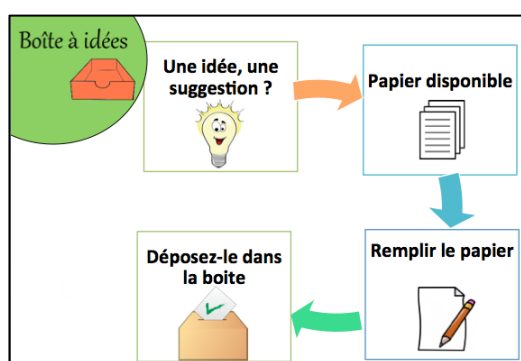 Boîte à idées
Une idée, une
suggestion ?
Papier disponible
Remplir le papier
Déposez-le dans
la boite